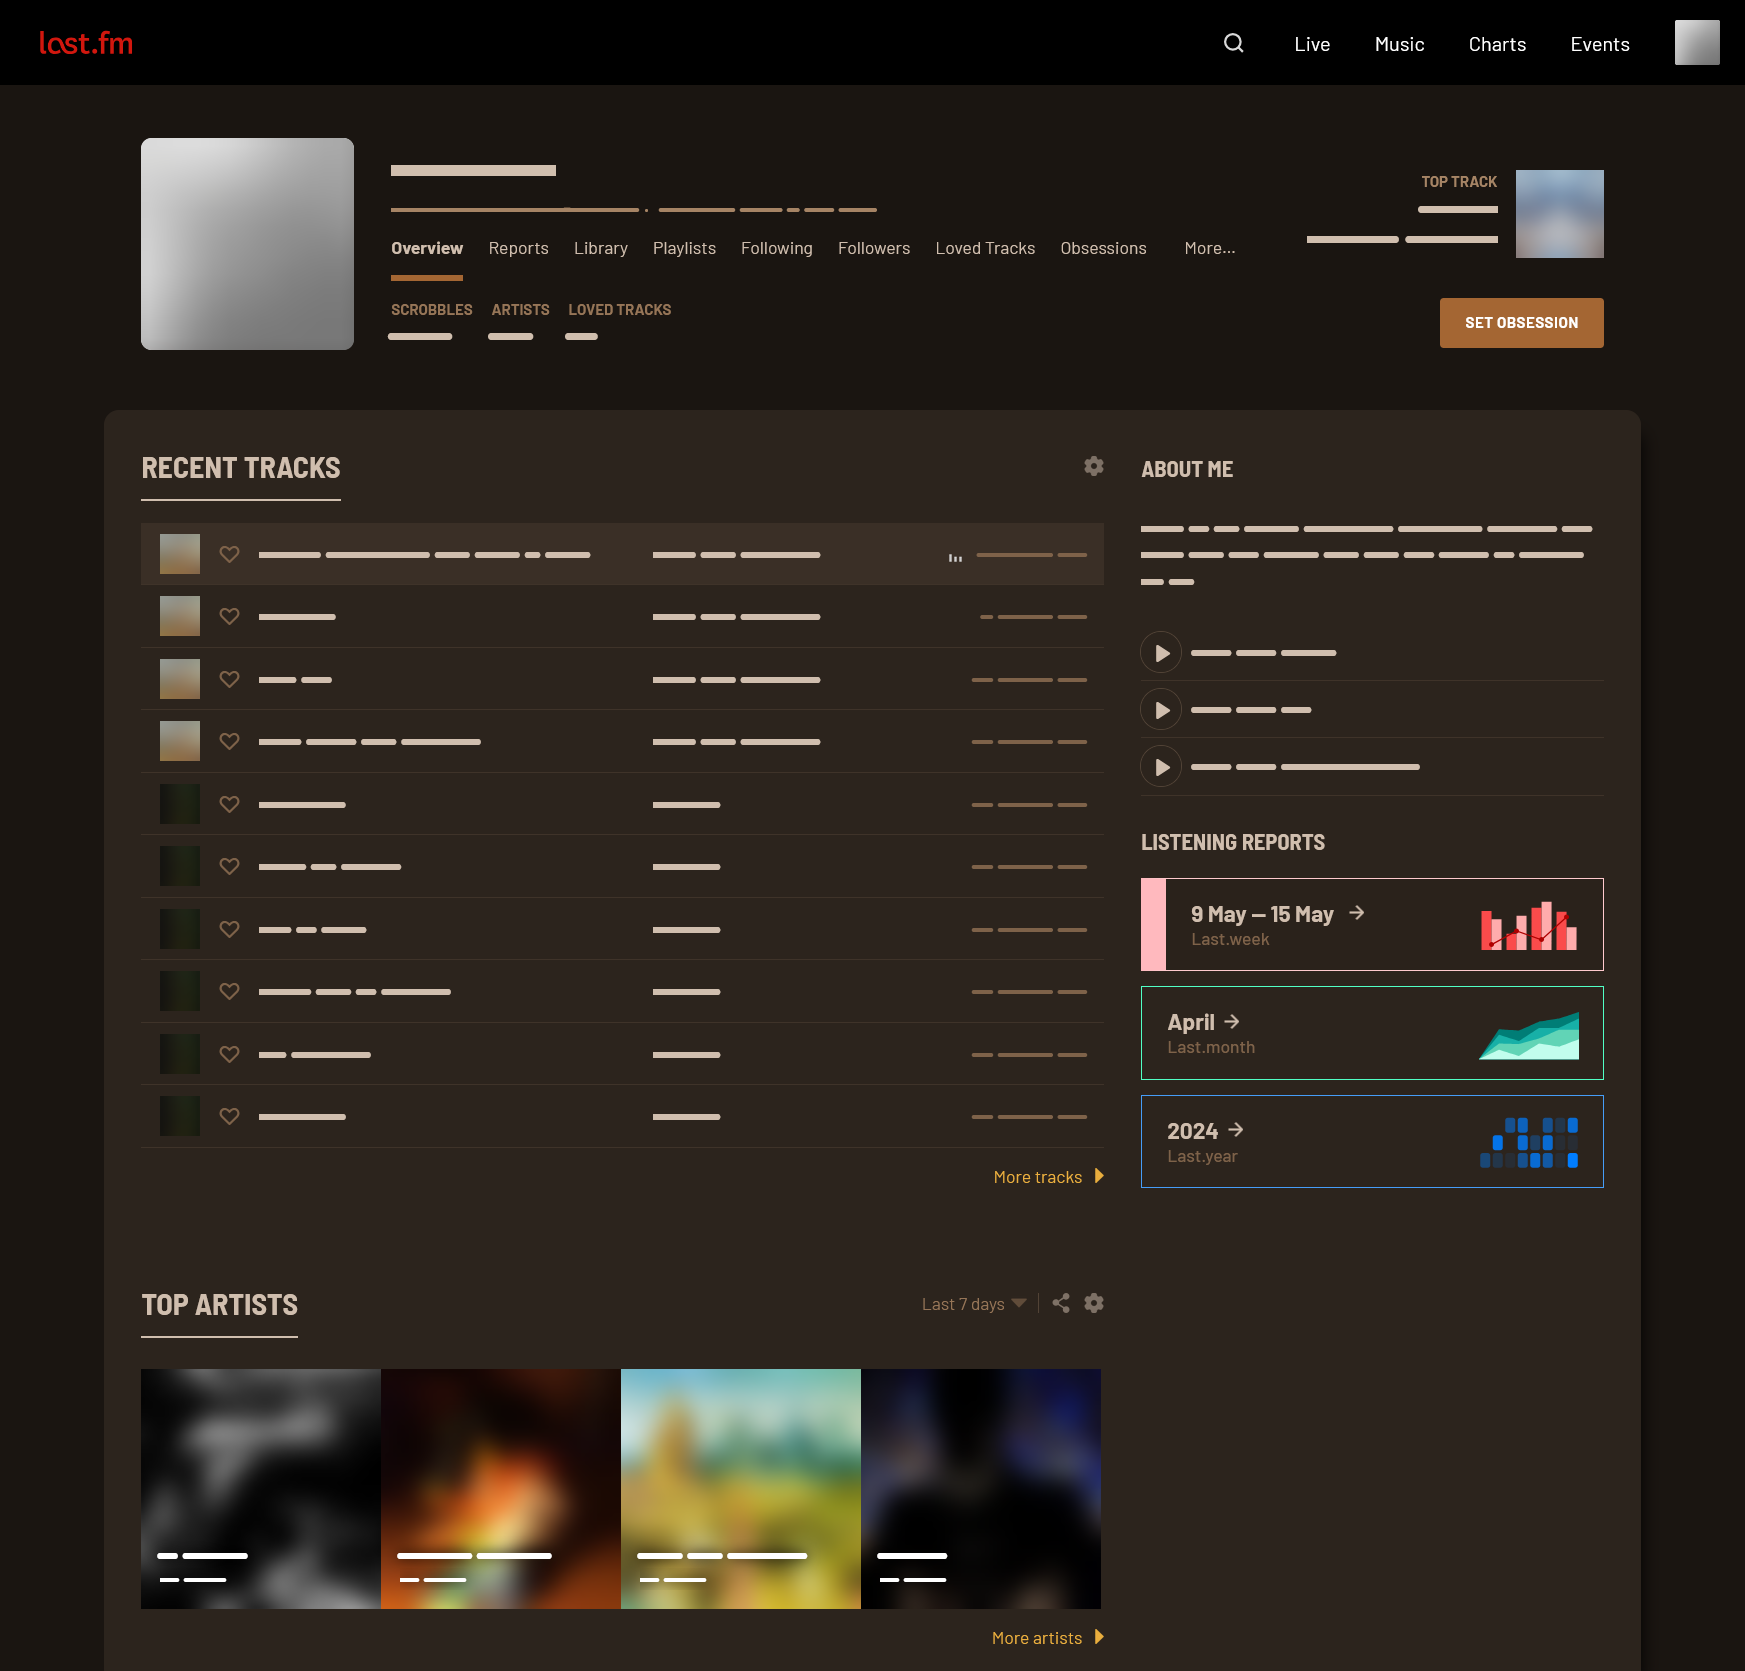 last.fm
Live Music Charts Events
TOP TRACK
Overview Reports Library Playlists Following Followers Loved Tracks Obsessions More...
SCROBBLES ARTISTS LOVED TRACKS
SET OBSESSION
RECENT TRACKS
More tracks
TOP ARTISTS
Last 7 days
More artists
ABOUT ME
LISTENING REPORTS
9 May — 15 May
Last.week
April
Last.month
2024
Last.year